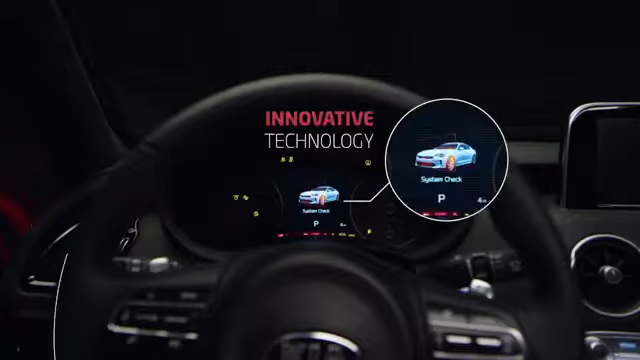 INNOVATIVE
TECHNOLOGY
System Check
P
System Check
P